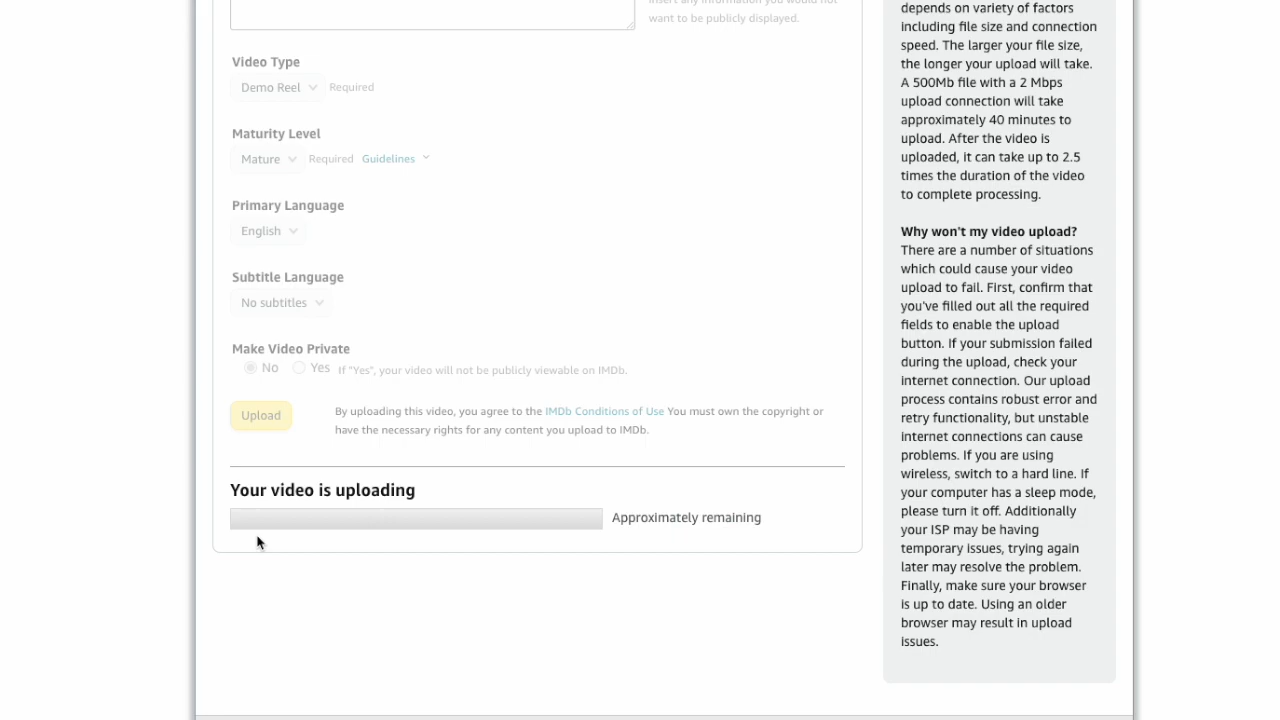 insert any information you would not
want to be publicly displayed.
Video Type
Demo Reel Required
Maturity Level
Mature Required Guidelines
Primary Language
English
Subtitle Language
No subtitles
Make Video Private
No Yes If "Yes", your video will not be publicly viewable on IMDb.
Upload By uploading this video, you agree to the IMDb Conditions of Use You must own the copyright or
have the necessary rights for any content you upload to IMDb.
Your video is uploading
Approximately remaining
depends on variety of factors
including file size and connection
speed. The larger your file size,
the longer your upload will take.
A 500Mb file with a 2 Mbps
upload connection will take
approximately 40 minutes to
upload. After the video is
uploaded, it can take up to 2.5
times the duration of the video
to complete processing.
Why won't my video upload?
There are a number of situations
which could cause your video
upload to fail. First, confirm that
you've filled out all the required
fields to enable the upload
button. If your submission failed
during the upload, check your
internet connection. Our upload
process contains robust error and
retry functionality, but unstable
internet connections can cause
problems. If you are using
wireless, switch to a hard line. If
your computer has a sleep mode,
please turn it off. Additionally
your ISP may be having
temporary issues, trying again
later may resolve the problem.
Finally, make sure your browser
is up to date. Using an older
browser may result in upload
issues.